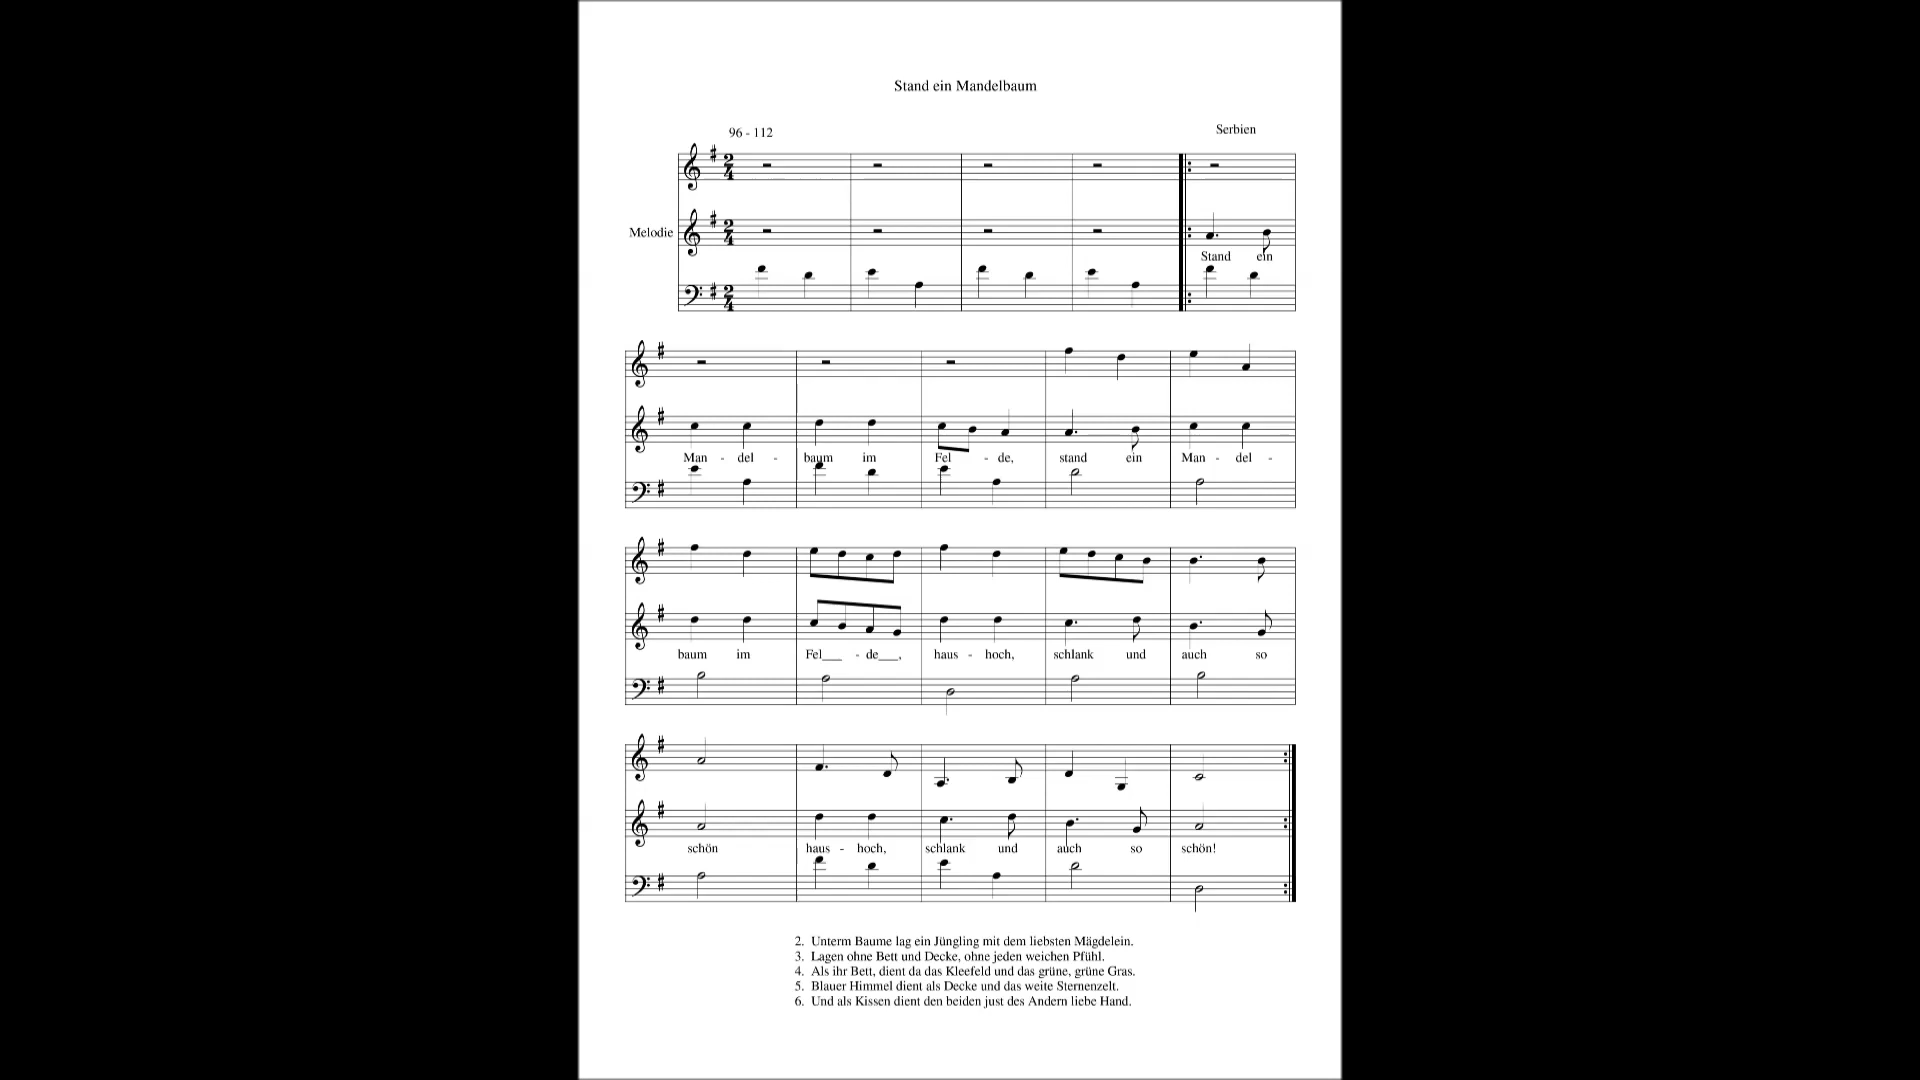 Stand ein Mandelbaum
96 - 112
Serbien
Melodie
Stand ein
Man - del - baum im Fel - de, stand ein Man - del -
baum im Fel___ - de___, haus - hoch, schlank und auch so
schön haus - hoch, schlank und auch so schön!
2. Unterm Baume lag ein Jüngling mit dem liebsten Mägdelein.
3. Lagen ohne Bett und Decke, ohne jeden weichen Pfühl.
4. Als ihr Bett, dient da das Kleefeld und das grüne, grüne Gras.
5. Blauer Himmel dient als Decke und das weite Sternenzelt.
6. Und als Kissen dient den beiden just des Andern liebe Hand.